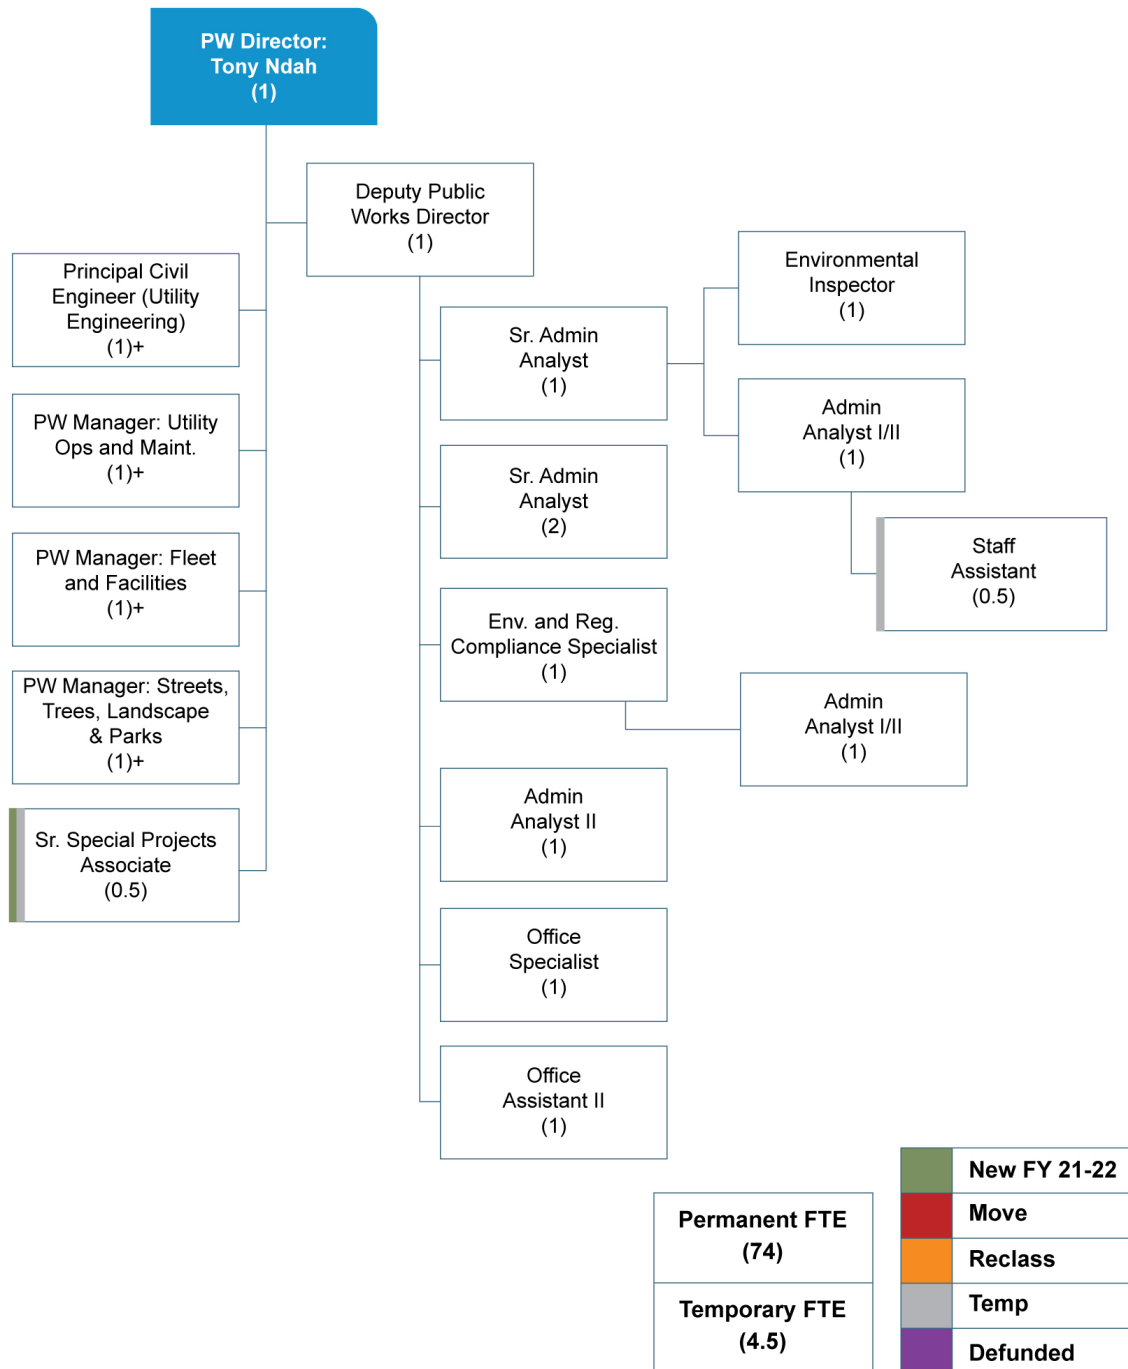 PW Director:
Tony Ndah
(1)
Deputy Public
Works Director
(1)
Principal Civil
Engineer (Utility
Engineering)
(1)+
PW Manager: Utility
Ops and Maint.
(1)+
PW Manager: Fleet
and Facilities
(1)+
PW Manager: Streets,
Trees, Landscape
& Parks
(1)+
Sr. Special Projects
Associate
(0.5)
Sr. Admin
Analyst
(1)
Environmental
Inspector
(1)
Admin
Analyst I/II
(1)
Staff
Assistant
(0.5)
Sr. Admin
Analyst
(2)
Env. and Reg.
Compliance Specialist
(1)
Admin
Analyst I/II
(1)
Admin
Analyst II
(1)
Office
Specialist
(1)
Office
Assistant II
(1)
Permanent FTE
(74)
Temporary FTE
(4.5)
New FY 21-22
Move
Reclass
Temp
Defunded